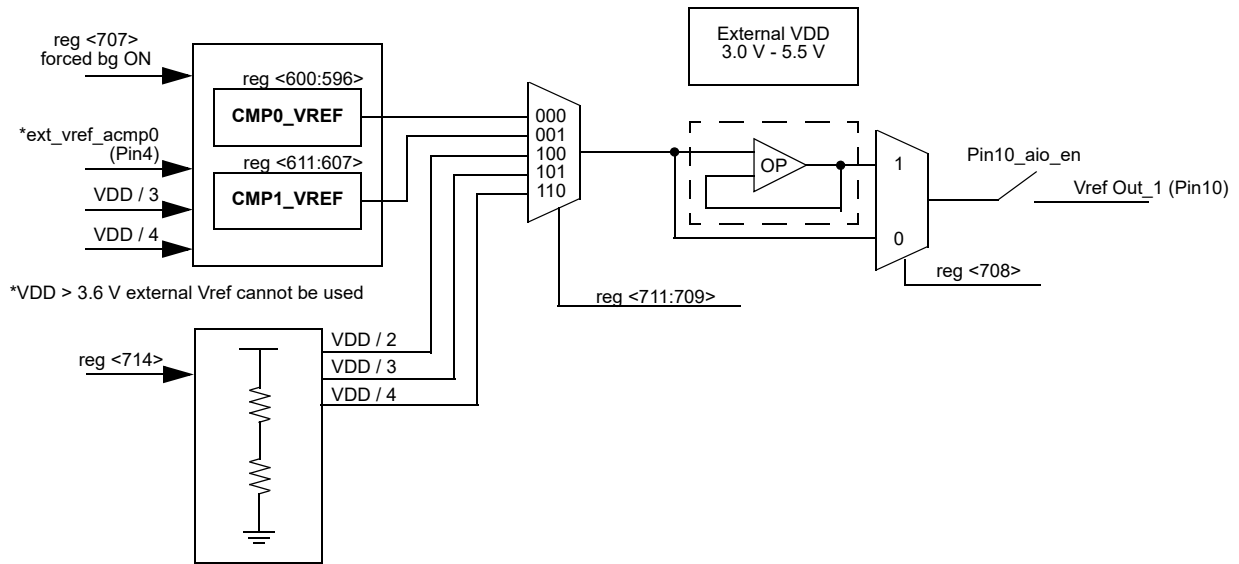 reg <707>
forced bg ON
reg <600:596>
CMP0_VREF
*ext_vref_acmp0
(Pin4)
reg <611:607>
CMP1_VREF
VDD / 3
VDD / 4
*VDD > 3.6 V external Vref cannot be used
reg <714>
VDD / 2
VDD / 3
VDD / 4
000
001
100
101
110
reg <711:709>
External VDD
3.0 V - 5.5 V
OP
1
0
reg <708>
Pin10_aio_en
Vref Out_1 (Pin10)